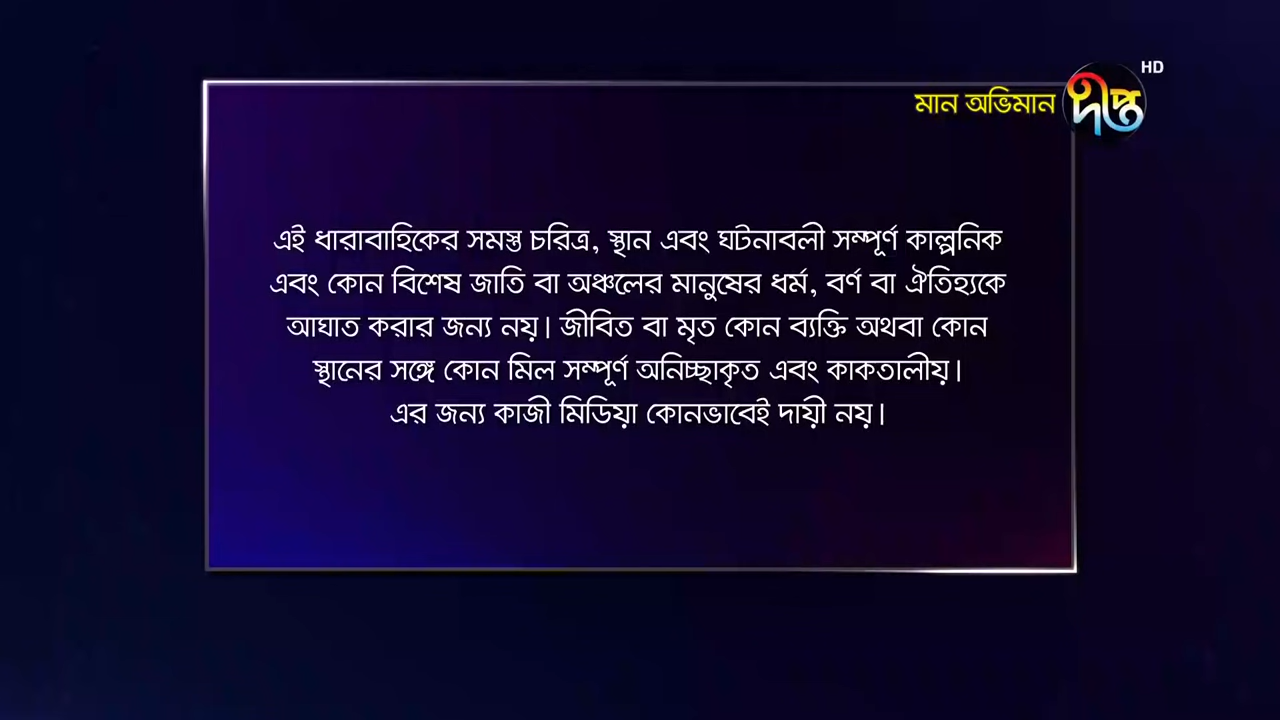 HD
মান অভিমান
দীপ্ত
এই ধারাবাহিকের সমস্ত চরিত্র, স্থান এবং ঘটনাবলী সম্পূর্ণ কাল্পনিক
এবং কোন বিশেষ জাতি বা অঞ্চলের মানুষের ধর্ম, বর্ণ বা ঐতিহ্যকে
আঘাত করার জন্য নয়। জীবিত বা মৃত কোন ব্যক্তি অথবা কোন
স্থানের সঙ্গে কোন মিল সম্পূর্ণ অনিচ্ছাকৃত এবং কাকতালীয়।
এর জন্য কাজী মিডিয়া কোনভাবেই দায়ী নয়।